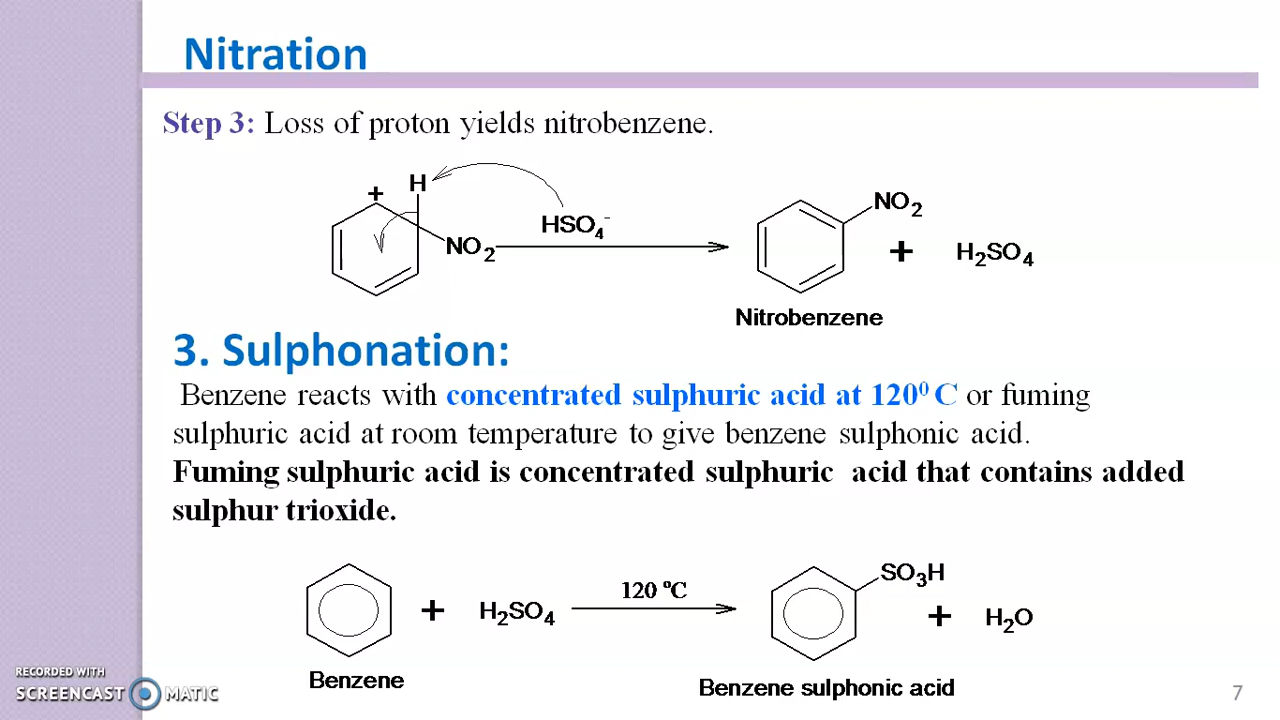 Nitration
Step 3: Loss of proton yields nitrobenzene.
+
H
NO₂
HSO₄⁻
NO₂
+
H₂SO₄
Nitrobenzene
3. Sulphonation:
Benzene reacts with concentrated sulphuric acid at 120⁰ C or fuming
sulphuric acid at room temperature to give benzene sulphonic acid.
Fuming sulphuric acid is concentrated sulphuric acid that contains added
sulphur trioxide.
Benzene
+
H₂SO₄
120 ºC
SO₃H
+
H₂O
Benzene sulphonic acid
RECORDED WITH
SCREENCAST MATIC
7